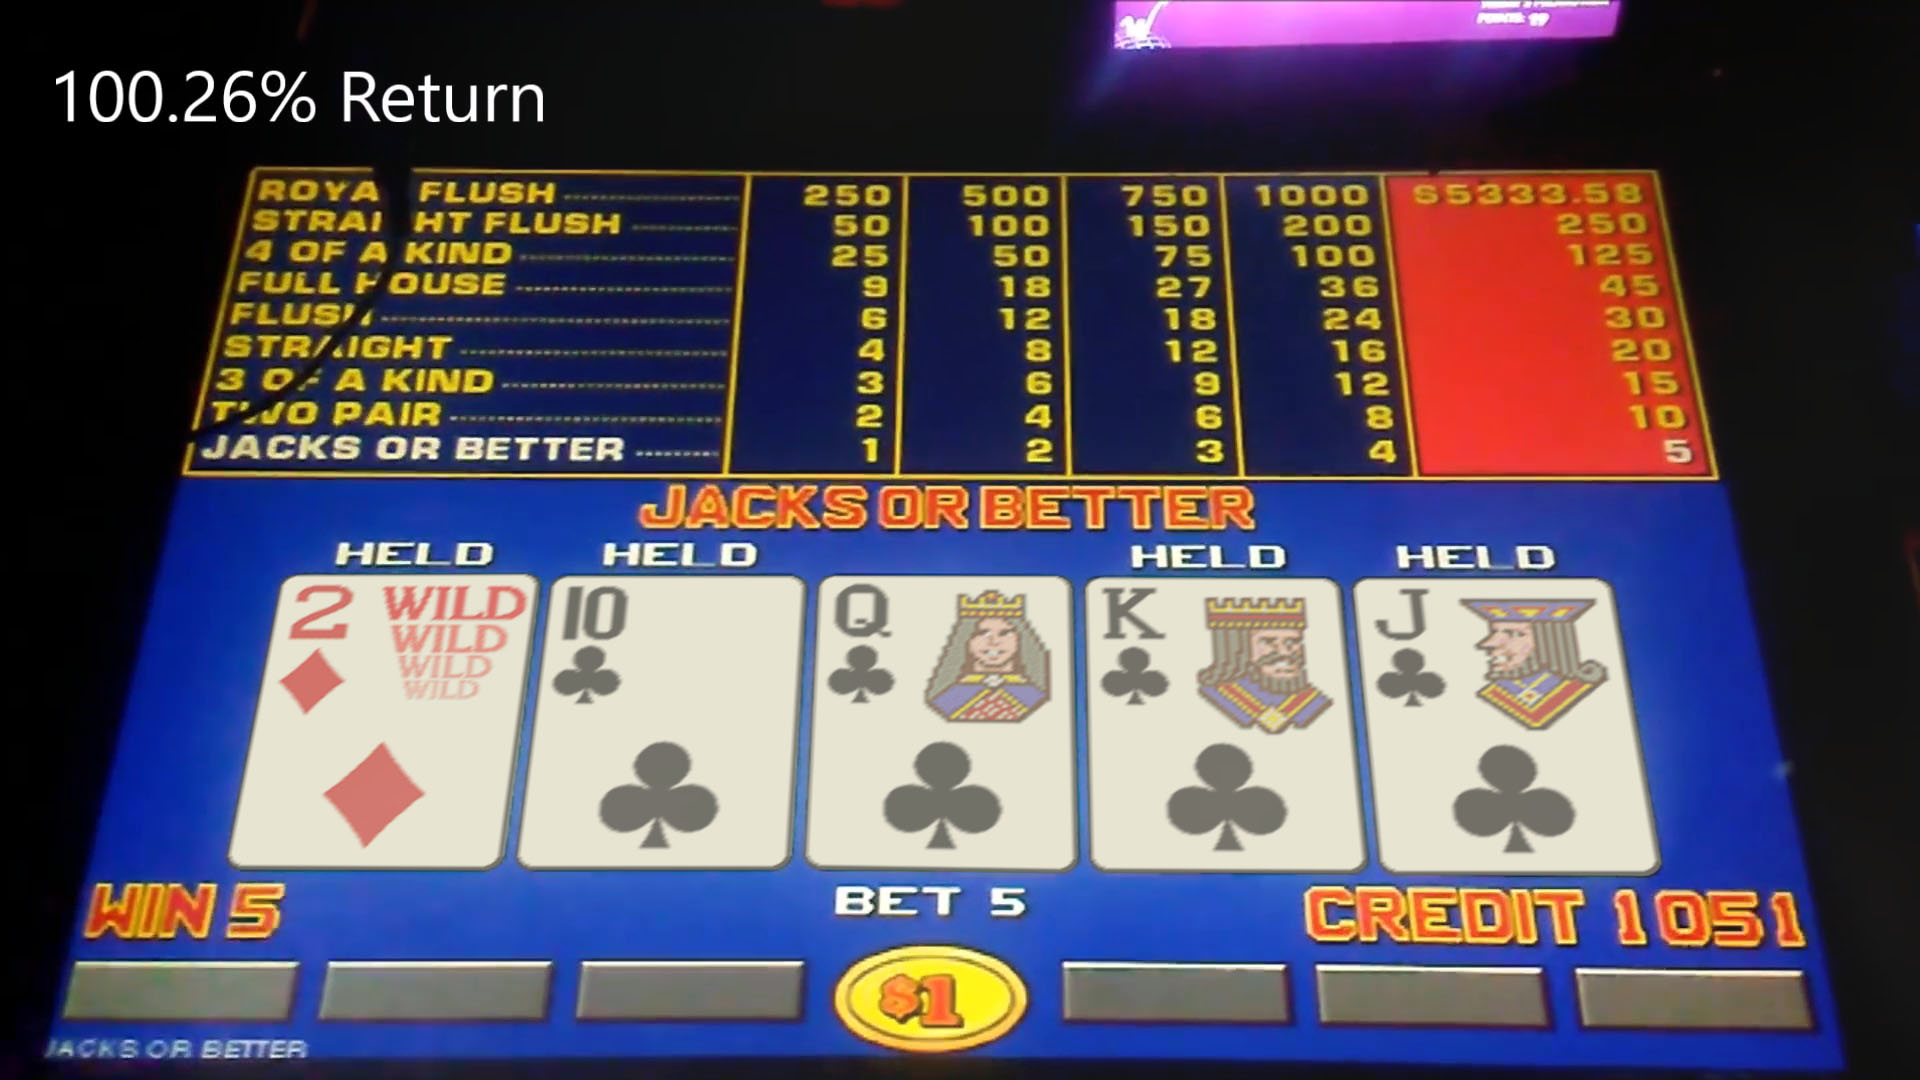 100.26% Return
ROYA FLUSH 250 500 750 1000 $5333.58
STRAIGHT FLUSH 50 100 150 200 250
4 OF A KIND 25 50 75 100 125
FULL HOUSE 9 18 27 36 45
FLUSH 6 12 18 24 30
STRAIGHT 4 8 12 16 20
3 OF A KIND 3 6 9 12 15
TWO PAIR 2 4 6 8 10
JACKS OR BETTER 1 2 3 4 5
JACKS OR BETTER
HELD HELD HELD HELD
2 WILD 10 Q K J
WILD
WILD
WILD
WIN 5 BET 5 CREDIT 1051
$1
JACKS OR BETTER